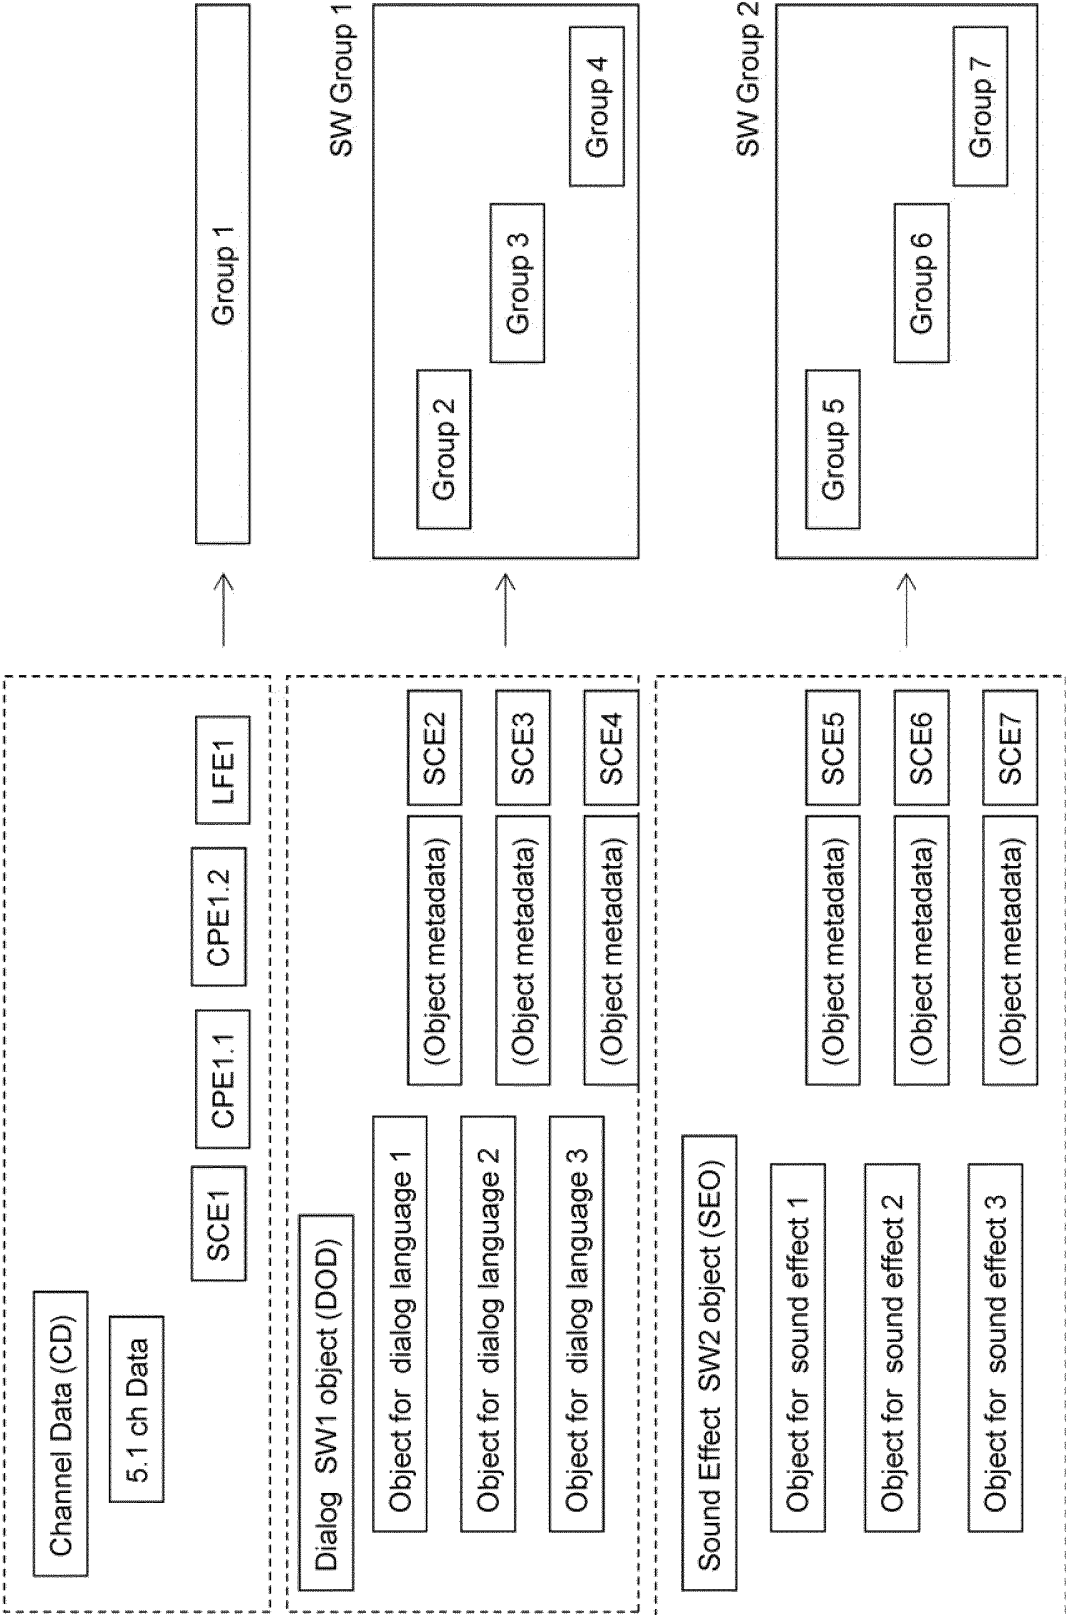 Channel Data (CD)
5.1 ch Data
SCE1
CPE1.1
CPE1.2
LFE1
Group 1
Dialog SW1 object (DOD)
Object for dialog language 1
(Object metadata)
SCE2
Object for dialog language 2
(Object metadata)
SCE3
Object for dialog language 3
(Object metadata)
SCE4
SW Group 1
Group 2
Group 3
Group 4
Sound Effect SW2 object (SEO)
Object for sound effect 1
(Object metadata)
SCE5
Object for sound effect 2
(Object metadata)
SCE6
Object for sound effect 3
(Object metadata)
SCE7
SW Group 2
Group 5
Group 6
Group 7